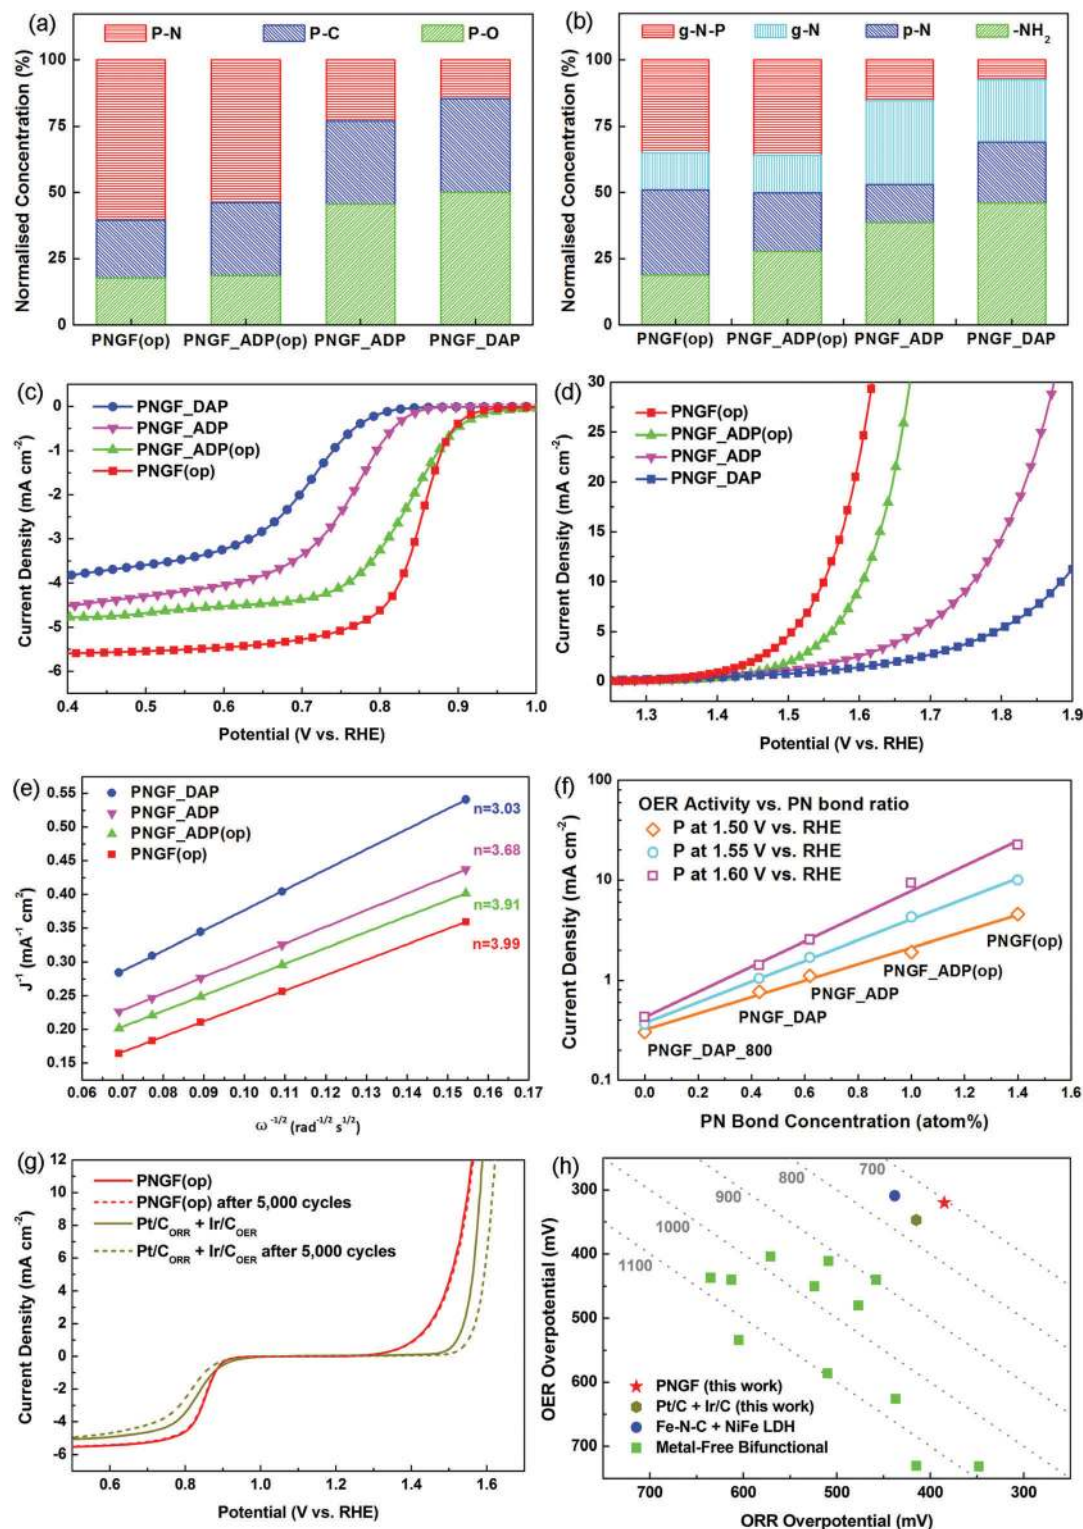 (a)
P-N P-C P-O
Normalised Concentration (%)
100
75
50
25
0
PNGF(op) PNGF_ADP(op) PNGF_ADP PNGF_DAP
(b)
g-N-P g-N p-N -NH2
Normalised Concentration (%)
100
75
50
25
0
PNGF(op) PNGF_ADP(op) PNGF_ADP PNGF_DAP
(c)
PNGF_DAP
PNGF_ADP
PNGF_ADP(op)
PNGF(op)
Current Density (mA cm-2)
0
-1
-2
-3
-4
-5
-6
0.4 0.5 0.6 0.7 0.8 0.9 1.0
Potential (V vs. RHE)
(d)
PNGF(op)
PNGF_ADP(op)
PNGF_ADP
PNGF_DAP
Current Density (mA cm-2)
30
25
20
15
10
5
0
1.3 1.4 1.5 1.6 1.7 1.8 1.9
Potential (V vs. RHE)
(e)
PNGF_DAP
PNGF_ADP
PNGF_ADP(op)
PNGF(op)
n=3.03
n=3.68
n=3.91
n=3.99
J-1 (mA-1 cm2)
0.55
0.50
0.45
0.40
0.35
0.30
0.25
0.20
0.15
0.06 0.07 0.08 0.09 0.10 0.11 0.12 0.13 0.14 0.15 0.16 0.17
ω-1/2 (rad-1/2 s1/2)
(f)
OER Activity vs. PN bond ratio
P at 1.50 V vs. RHE
P at 1.55 V vs. RHE
P at 1.60 V vs. RHE
PNGF(op)
PNGF_ADP(op)
PNGF_ADP
PNGF_DAP
PNGF_DAP_800
Current Density (mA cm-2)
100
10
1
0.1
0.0 0.2 0.4 0.6 0.8 1.0 1.2 1.4 1.6
PN Bond Concentration (atom%)
(g)
PNGF(op)
PNGF(op) after 5,000 cycles
Pt/CORR + Ir/COER
Pt/CORR + Ir/COER after 5,000 cycles
Current Density (mA cm-2)
12
10
8
6
4
2
0
-2
-4
-6
0.6 0.8 1.0 1.2 1.4 1.6
Potential (V vs. RHE)
(h)
700
800
900
1000
1100
PNGF (this work)
Pt/C + Ir/C (this work)
Fe-N-C + NiFe LDH
Metal-Free Bifunctional
OER Overpotential (mV)
300
400
500
600
700
700 600 500 400 300
ORR Overpotential (mV)